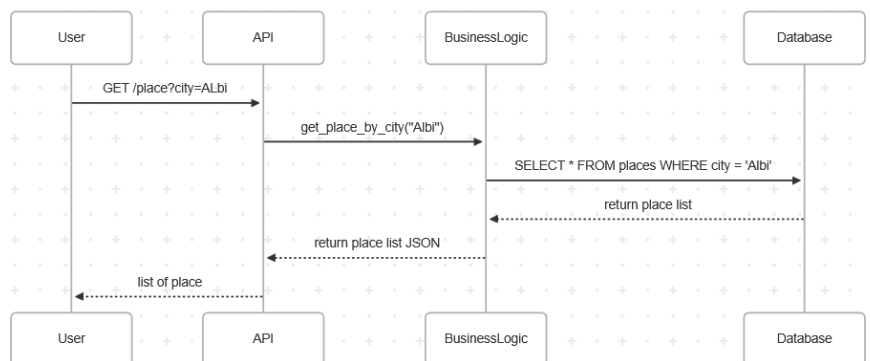 User API BusinessLogic Database
GET /place?city=ALbi
get_place_by_city("Albi")
SELECT * FROM places WHERE city = 'Albi'
return place list
return place list JSON
list of place
User API BusinessLogic Database